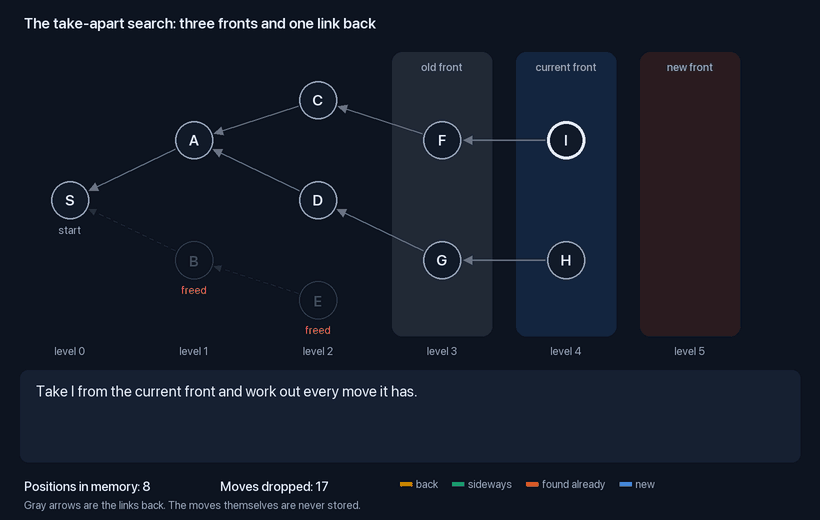 The take-apart search: three fronts and one link back
old front
current front
new front
C
A
F
I
S
D
start
B
G
H
freed
E
freed
level 0
level 1
level 2
level 3
level 4
level 5
Take I from the current front and work out every move it has.
Positions in memory: 8
Moves dropped: 17
back
sideways
found already
new
Gray arrows are the links back. The moves themselves are never stored.